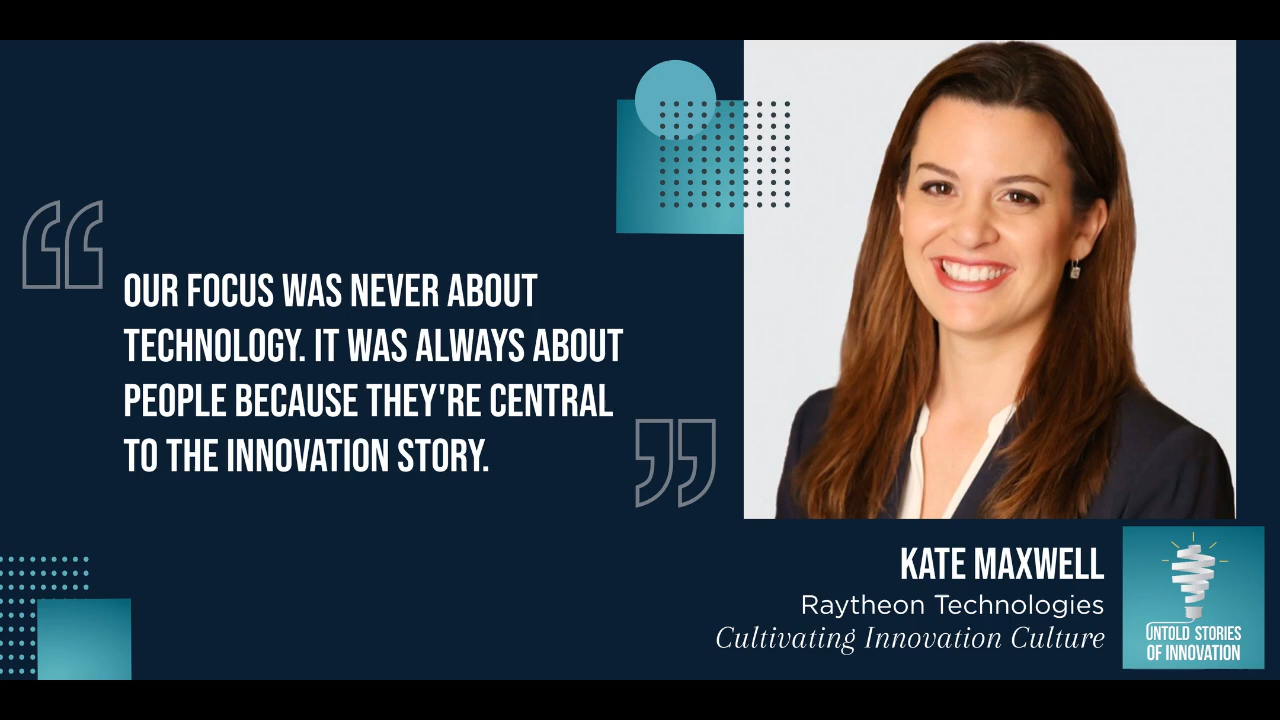 OUR FOCUS WAS NEVER ABOUT
TECHNOLOGY. IT WAS ALWAYS ABOUT
PEOPLE BECAUSE THEY'RE CENTRAL
TO THE INNOVATION STORY.
KATE MAXWELL
Raytheon Technologies
Cultivating Innovation Culture
UNTOLD STORIES
OF INNOVATION